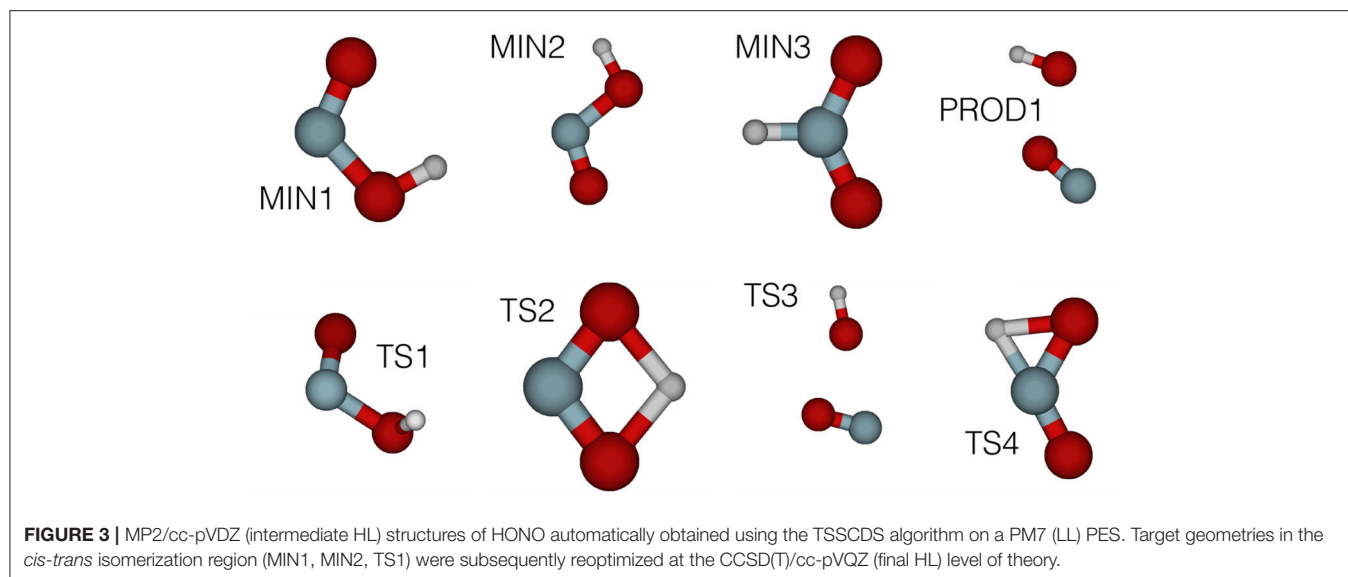 MIN1
MIN2
MIN3
PROD1
TS1
TS2
TS3
TS4
FIGURE 3 | MP2/cc-pVDZ (intermediate HL) structures of HONO automatically obtained using the TSSCDS algorithm on a PM7 (LL) PES. Target geometries in the
cis-trans isomerization region (MIN1, MIN2, TS1) were subsequently reoptimized at the CCSD(T)/cc-pVQZ (final HL) level of theory.